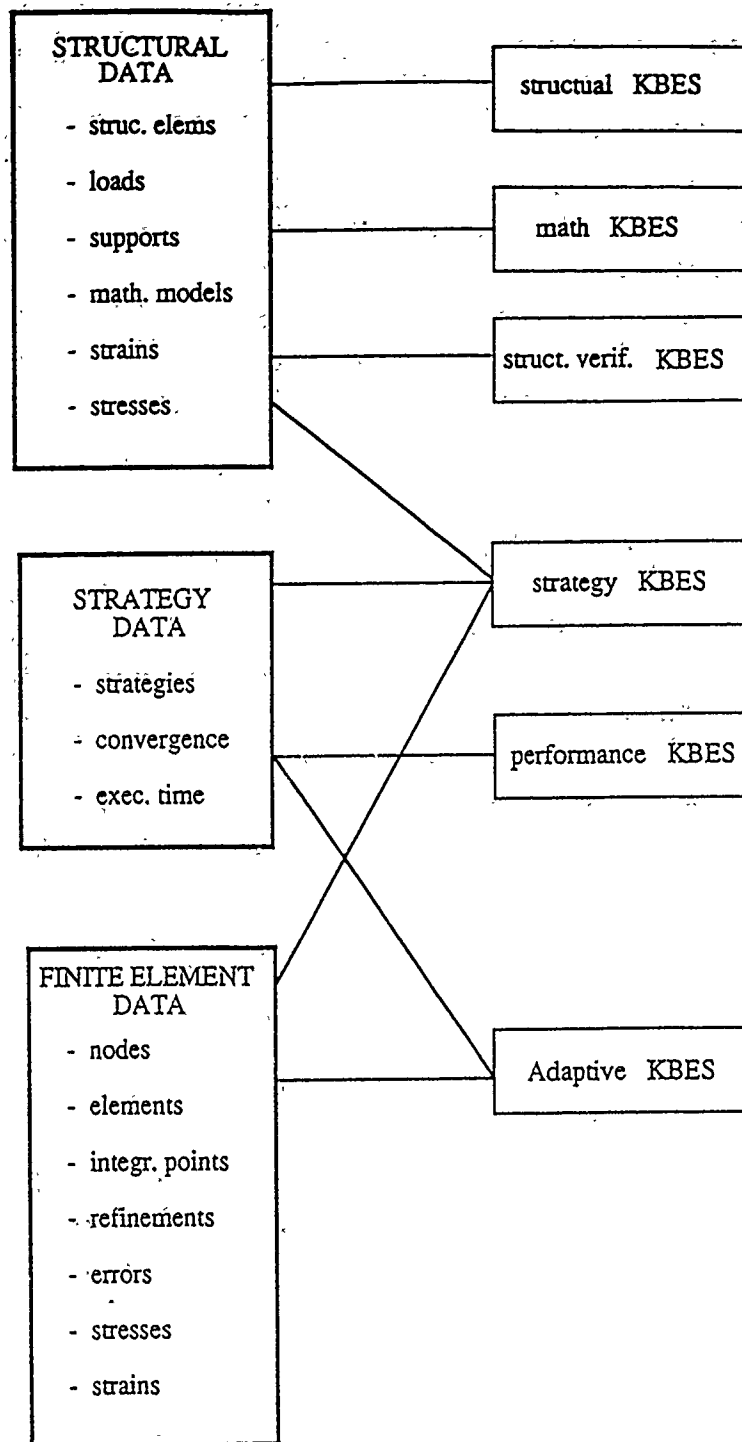 STRUCTURAL
DATA
- struc. elems
- loads
- supports
- math. models
- strains
- stresses
structual KBES
math KBES
struct. verif. KBES
STRATEGY
DATA
- strategies
- convergence
- exec. time
strategy KBES
performance KBES
FINITE ELEMENT
DATA
- nodes
- elements
- integr. points
- refinements
- errors
- stresses
- strains
Adaptive KBES